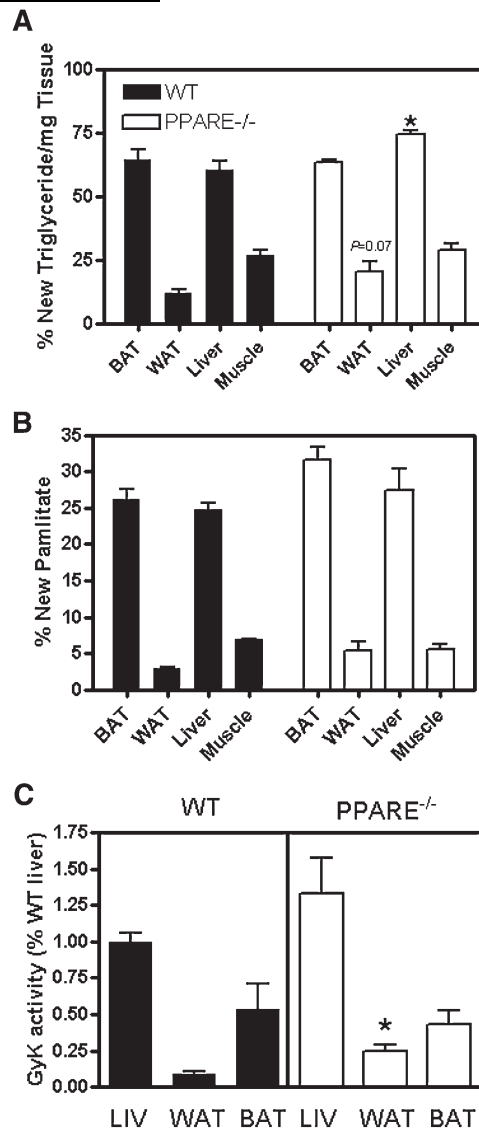 A
% New Triglyceride/mg Tissue
100
75
50
25
0
WT
PPARE-/-
P=0.07
*
BAT WAT Liver Muscle BAT WAT Liver Muscle
B
% New Pamlitate
35
30
25
20
15
10
5
0
BAT WAT Liver Muscle BAT WAT Liver Muscle
C
WT PPARE-/-
GyK activity (% WT liver)
1.75
1.50
1.25
1.00
0.75
0.50
0.25
0.00
*
LIV WAT BAT LIV WAT BAT